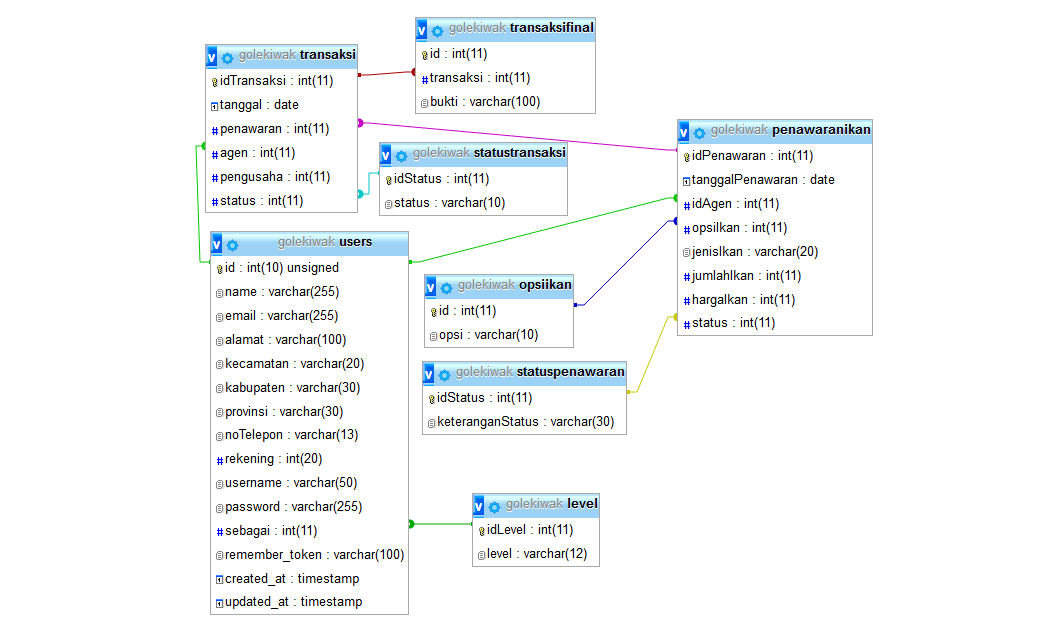 golekiwak transaksifinal
id : int(11)
transaksi : int(11)
bukti : varchar(100)
golekiwak transaksi
idTransaksi : int(11)
tanggal : date
penawaran : int(11)
agen : int(11)
pengusaha : int(11)
status : int(11)
golekiwak statustransaksi
idStatus : int(11)
status : varchar(10)
golekiwak penawaranikan
idPenawaran : int(11)
tanggalPenawaran : date
idAgen : int(11)
opsiIkan : int(11)
jenisIkan : varchar(20)
jumlahIkan : int(11)
hargaIkan : int(11)
status : int(11)
golekiwak users
id : int(10) unsigned
name : varchar(255)
email : varchar(255)
alamat : varchar(100)
kecamatan : varchar(20)
kabupaten : varchar(30)
provinsi : varchar(30)
noTelepon : varchar(13)
rekening : int(20)
username : varchar(50)
password : varchar(255)
sebagai : int(11)
remember_token : varchar(100)
created_at : timestamp
updated_at : timestamp
golekiwak opsiikan
id : int(11)
opsi : varchar(10)
golekiwak statuspenawaran
idStatus : int(11)
keteranganStatus : varchar(30)
golekiwak level
idLevel : int(11)
level : varchar(12)